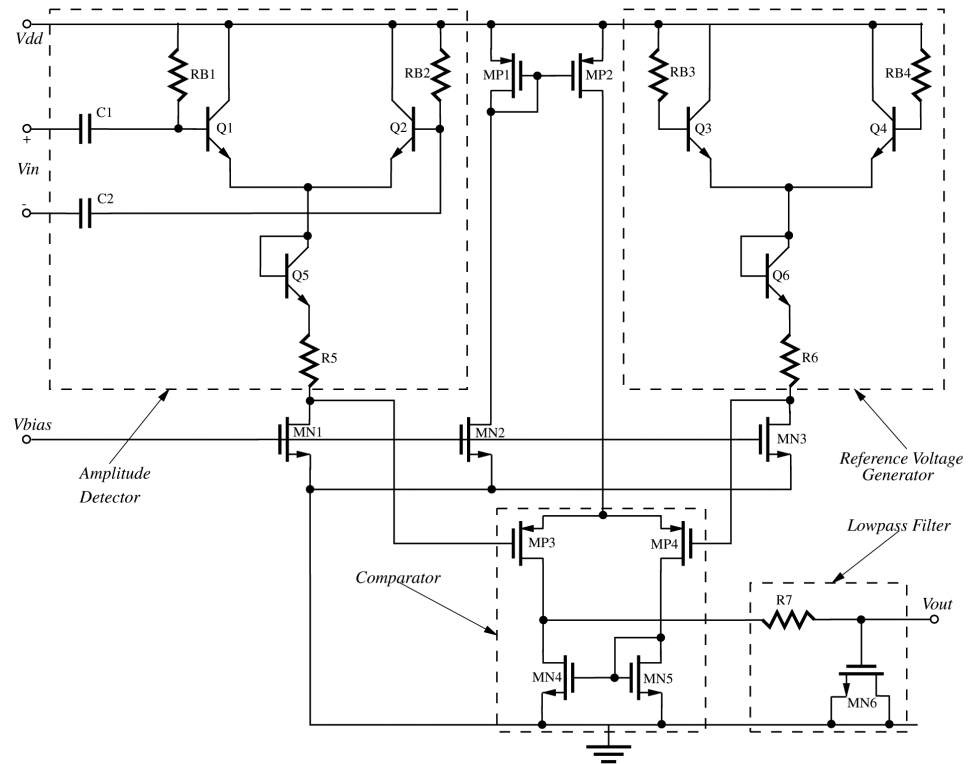 Vdd
RB1
RB2
MP1
MP2
RB3
RB4
C1
Q1
Q2
Q3
Q4
+
Vin
-
C2
Q5
Q6
R5
R6
Vbias
MN1
MN2
MN3
Amplitude
Detector
Reference Voltage
Generator
Lowpass Filter
MP3
MP4
Comparator
R7
Vout
MN4
MN5
MN6